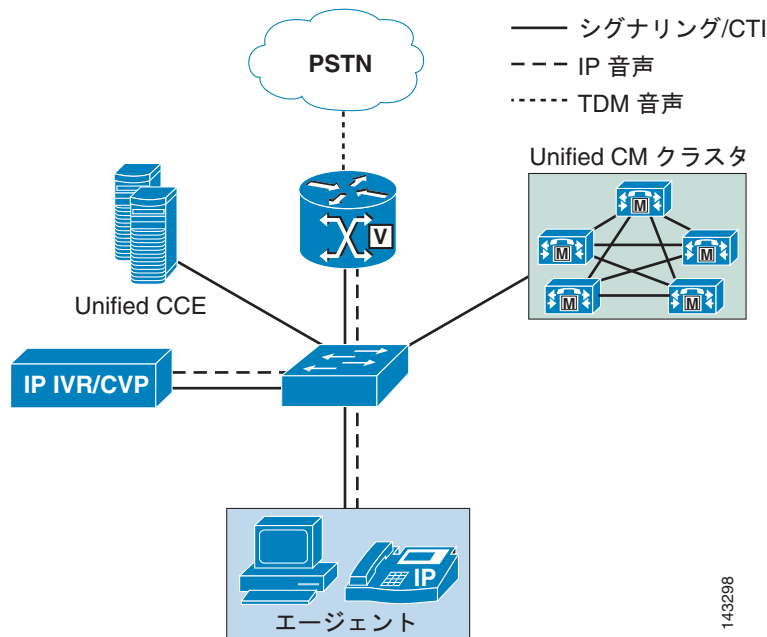 PSTN
シグナリング/CTI
IP 音声
TDM 音声
Unified CM クラスタ
M
M
M
M
M
V
Unified CCE
IP IVR/CVP
IP
エージェント
143298